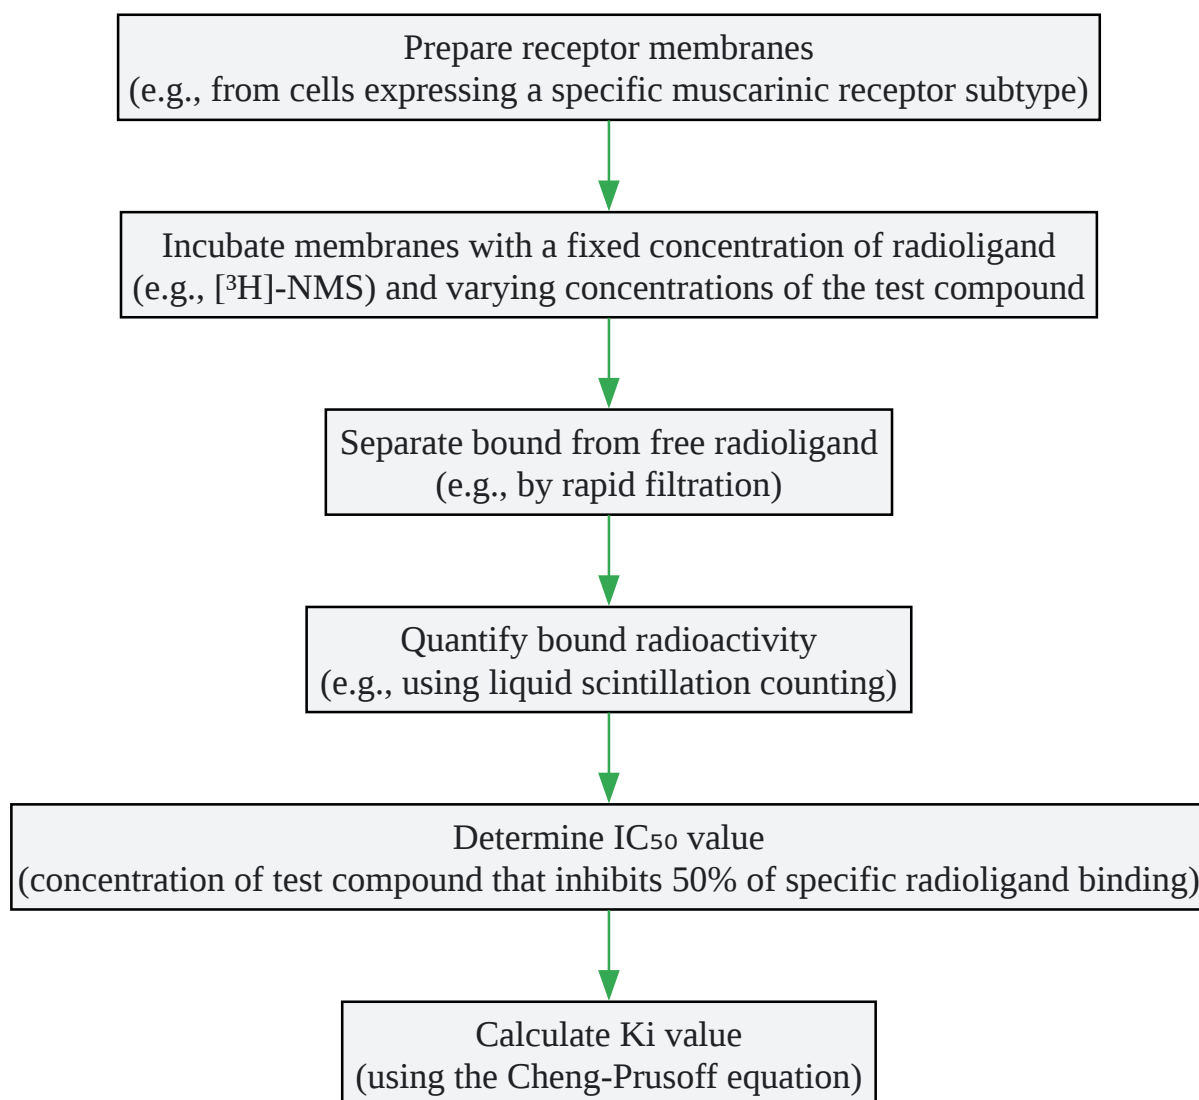 Prepare receptor membranes
(e.g., from cells expressing a specific muscarinic receptor subtype)
Incubate membranes with a fixed concentration of radioligand
(e.g., [³H]-NMS) and varying concentrations of the test compound
Separate bound from free radioligand
(e.g., by rapid filtration)
Quantify bound radioactivity
(e.g., using liquid scintillation counting)
Determine IC₅₀ value
(concentration of test compound that inhibits 50% of specific radioligand binding)
Calculate Ki value
(using the Cheng-Prusoff equation)